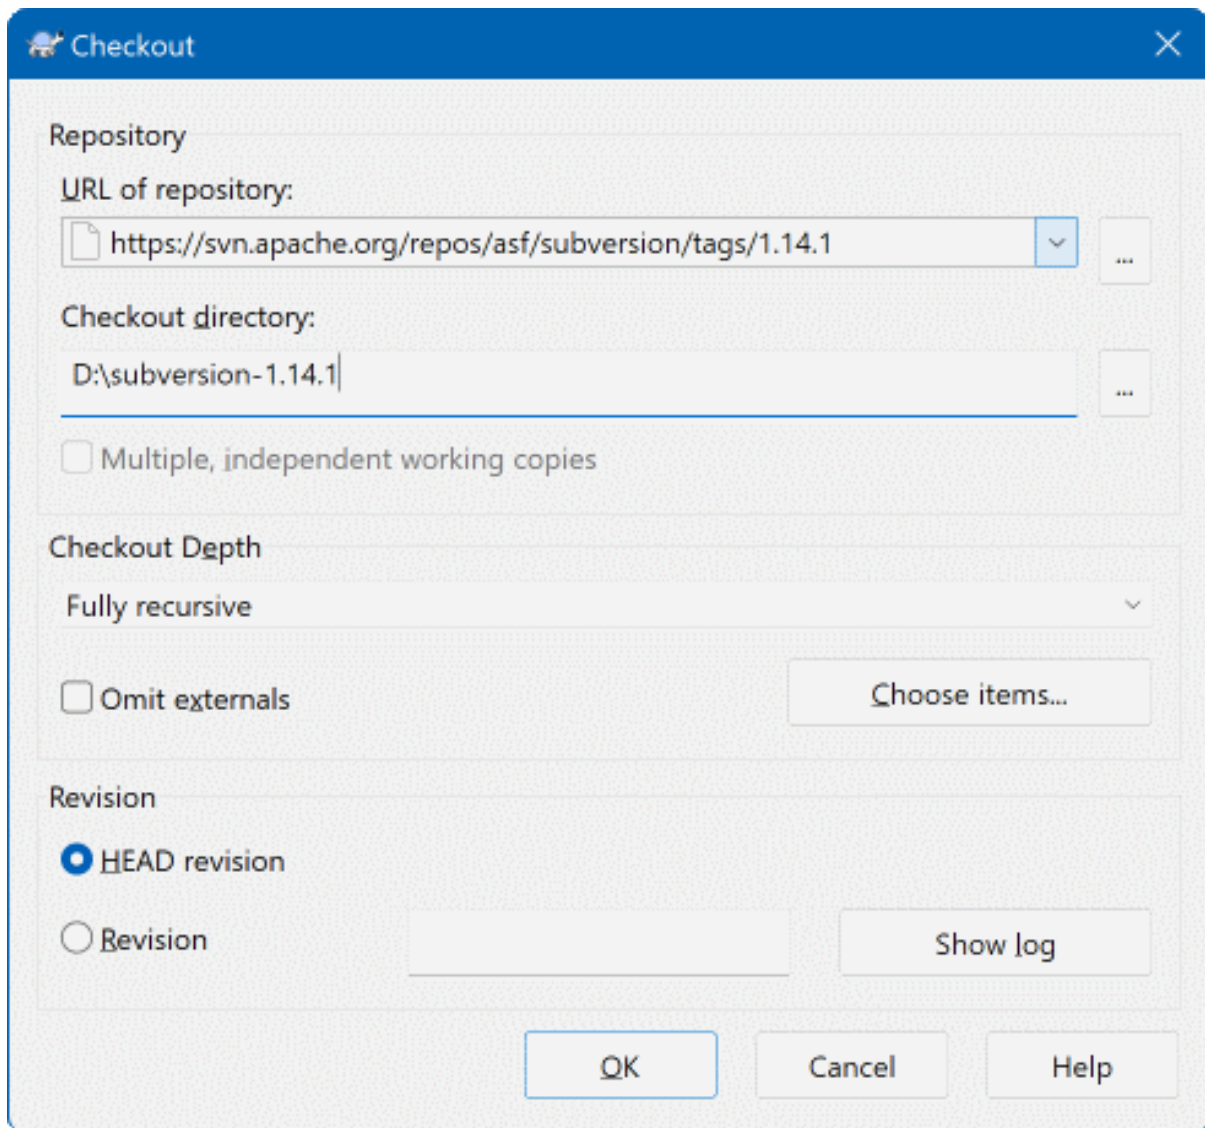 Checkout
Repository
URL of repository:
https://svn.apache.org/repos/asf/subversion/tags/1.14.1
...
Checkout directory:
D:\subversion-1.14.1
...
Multiple, independent working copies
Checkout Depth
Fully recursive
Omit externals
Choose items...
Revision
HEAD revision
Revision
Show log
OK Cancel Help